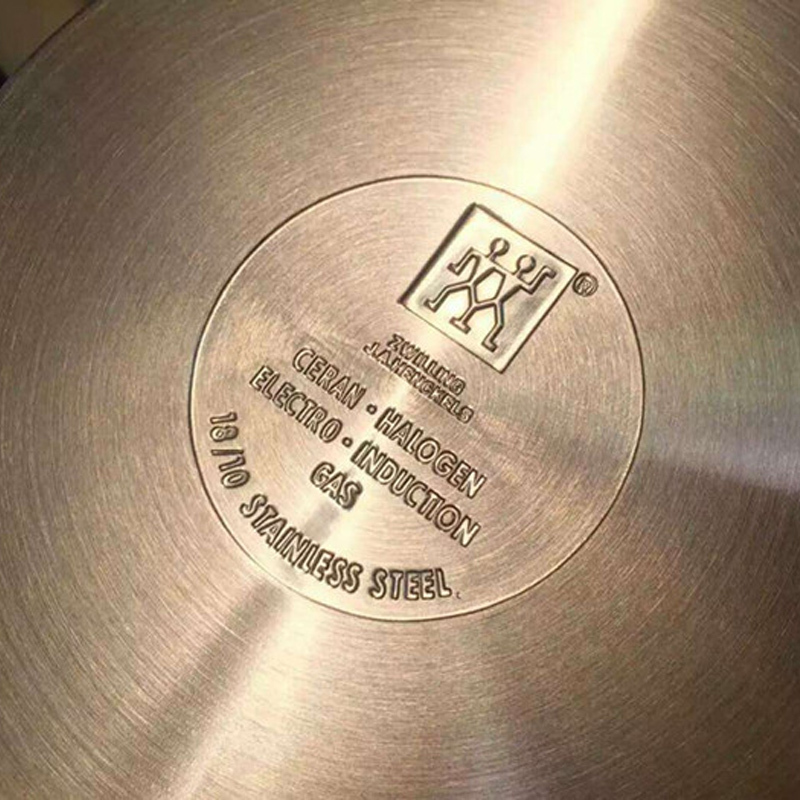 ®
ZWILLING
J.A.HENCKELS
CERAN · HALOGEN
ELECTRO · INDUCTION
GAS
18/10 STAINLESS STEEL